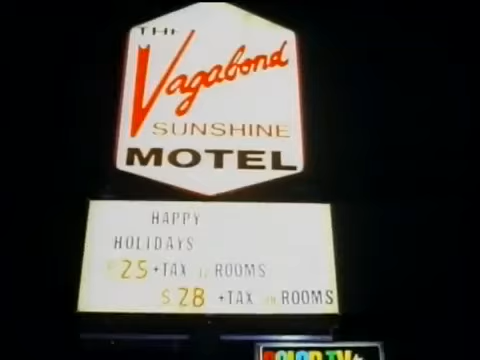 THE
Vagabond
SUNSHINE
MOTEL
HAPPY
HOLIDAYS
$25 +TAX ROOMS
$28 +TAX ROOMS
COLOR TV